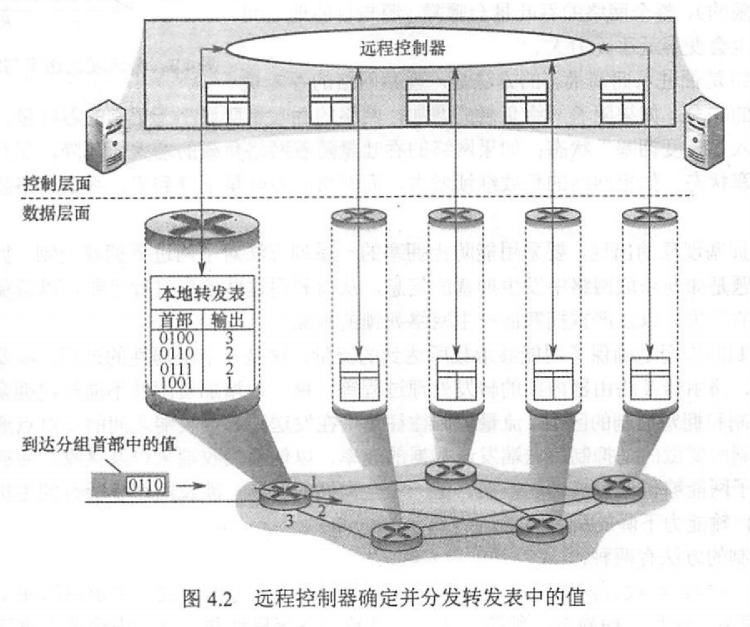 远程控制器
控制层面
数据层面
本地转发表
首部 输出
0100 3
0110 2
0111 2
1001 1
到达分组首部中的值
0110
1
2
3
图 4.2 远程控制器确定并分发转发表中的值